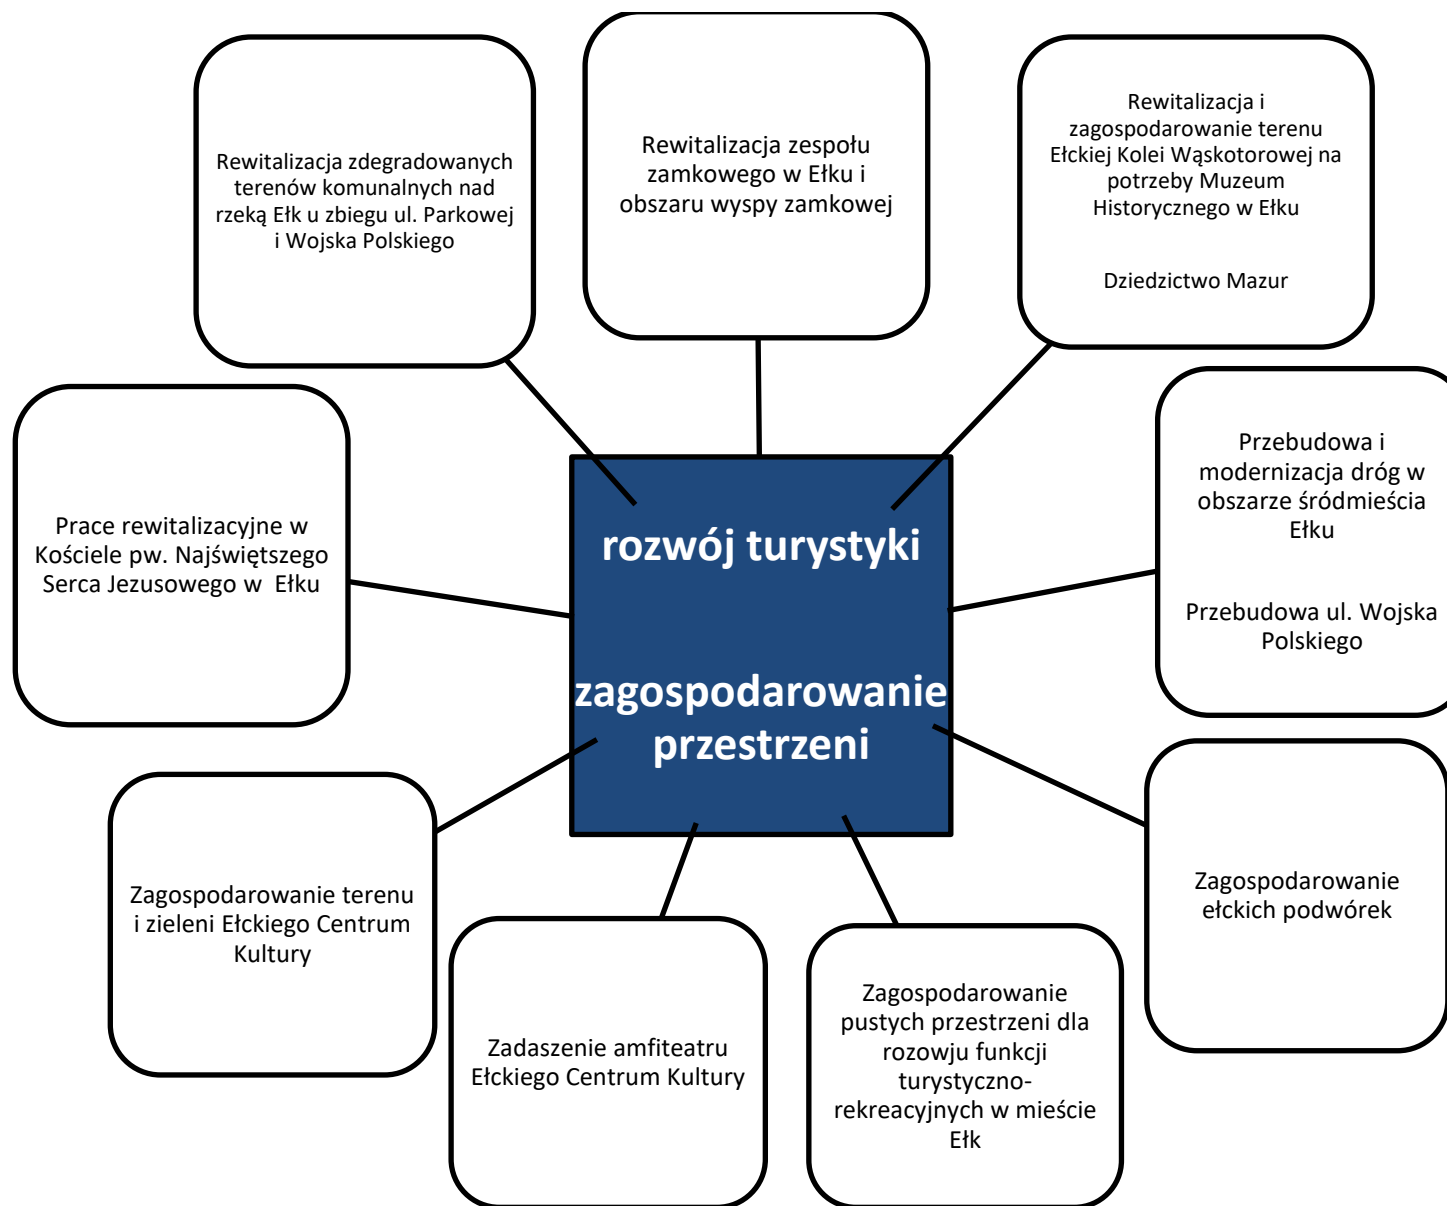 Rewitalizacja zdegradowanych
terenów komunalnych nad
rzeką Ełk u zbiegu ul. Parkowej
i Wojska Polskiego
Rewitalizacja zespołu
zamkowego w Ełku i
obszaru wyspy zamkowej
Rewitalizacja i
zagospodarowanie terenu
Ełckiej Kolei Wąskotorowej na
potrzeby Muzeum
Historycznego w Ełku
Dziedzictwo Mazur
Prace rewitalizacyjne w
Kościele pw. Najświętszego
Serca Jezusowego w  Ełku
rozwój turystyki
zagospodarowanie
przestrzeni
Przebudowa i
modernizacja dróg w
obszarze śródmieścia
Ełku
Przebudowa ul. Wojska
Polskiego
Zagospodarowanie terenu
i zieleni Ełckiego Centrum
Kultury
Zadaszenie amfiteatru
Ełckiego Centrum Kultury
Zagospodarowanie
pustych przestrzeni dla
rozowju funkcji
turystyczno-
rekreacyjnych w mieście
Ełk
Zagospodarowanie
ełckich podwórek